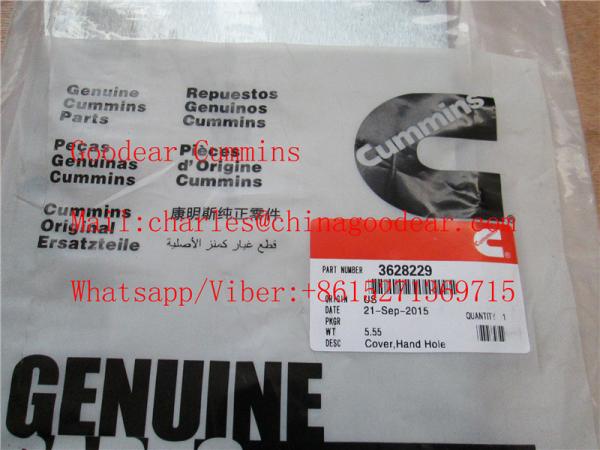 Genuine
Cummins
Parts
Repuestos
Genuinos
Cummins
Peças
Genuinas
Cummins
Pièces
d'Origine
Cummins
Goodear Cummins
Cummins
Original
Ersatzteile
康明斯纯正零件
قطع غيار كمنز الأصلية
Mail:charles@chinagoodear.com
Cummins
PART NUMBER 3628229
ORIGIN US
DATE 21-Sep-2015
PKGR
QUANTITY 1
WT 5.55
DESC Cover,Hand Hole
Whatsapp/Viber:+8615271369715
GENUINE